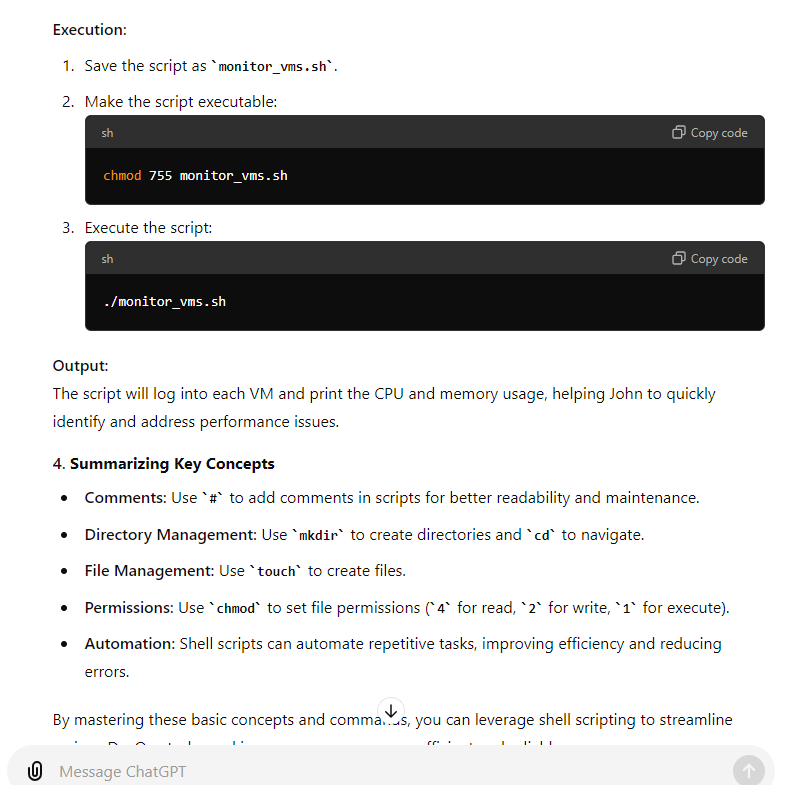 Execution:
1. Save the script as `monitor_vms.sh`.
2. Make the script executable:
sh
Copy code
chmod 755 monitor_vms.sh
3. Execute the script:
sh
Copy code
./monitor_vms.sh
Output:
The script will log into each VM and print the CPU and memory usage, helping John to quickly
identify and address performance issues.
4. Summarizing Key Concepts
• Comments: Use `#` to add comments in scripts for better readability and maintenance.
• Directory Management: Use `mkdir` to create directories and `cd` to navigate.
• File Management: Use `touch` to create files.
• Permissions: Use `chmod` to set file permissions (`4` for read, `2` for write, `1` for execute).
• Automation: Shell scripts can automate repetitive tasks, improving efficiency and reducing
errors.
By mastering these basic concepts and commands, you can leverage shell scripting to streamline
Message ChatGPT